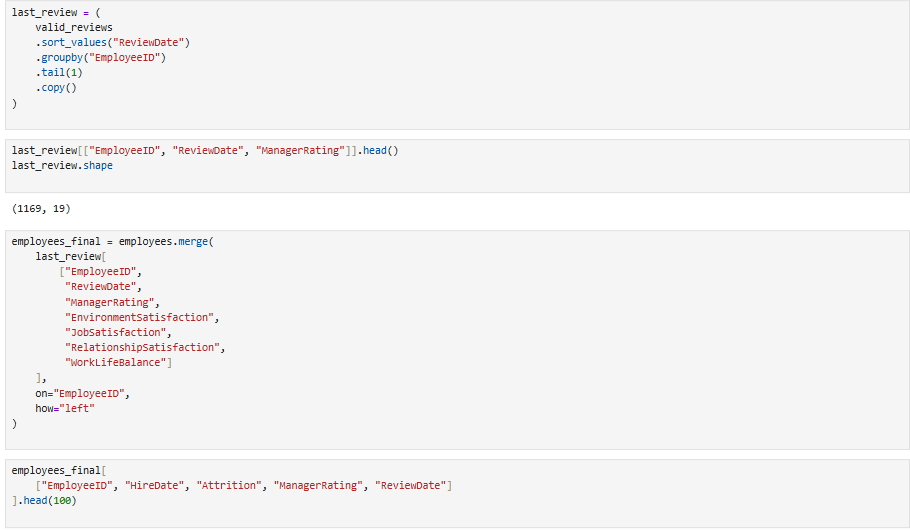 last_review = (
    valid_reviews
    .sort_values("ReviewDate")
    .groupby("EmployeeID")
    .tail(1)
    .copy()
)
last_review[["EmployeeID", "ReviewDate", "ManagerRating"]].head()
last_review.shape
(1169, 19)
employees_final = employees.merge(
    last_review[
        ["EmployeeID",
         "ReviewDate",
         "ManagerRating",
         "EnvironmentSatisfaction",
         "JobSatisfaction",
         "RelationshipSatisfaction",
         "WorkLifeBalance"]
    ],
    on="EmployeeID",
    how="left"
)
employees_final[
    ["EmployeeID", "HireDate", "Attrition", "ManagerRating", "ReviewDate"]
].head(100)